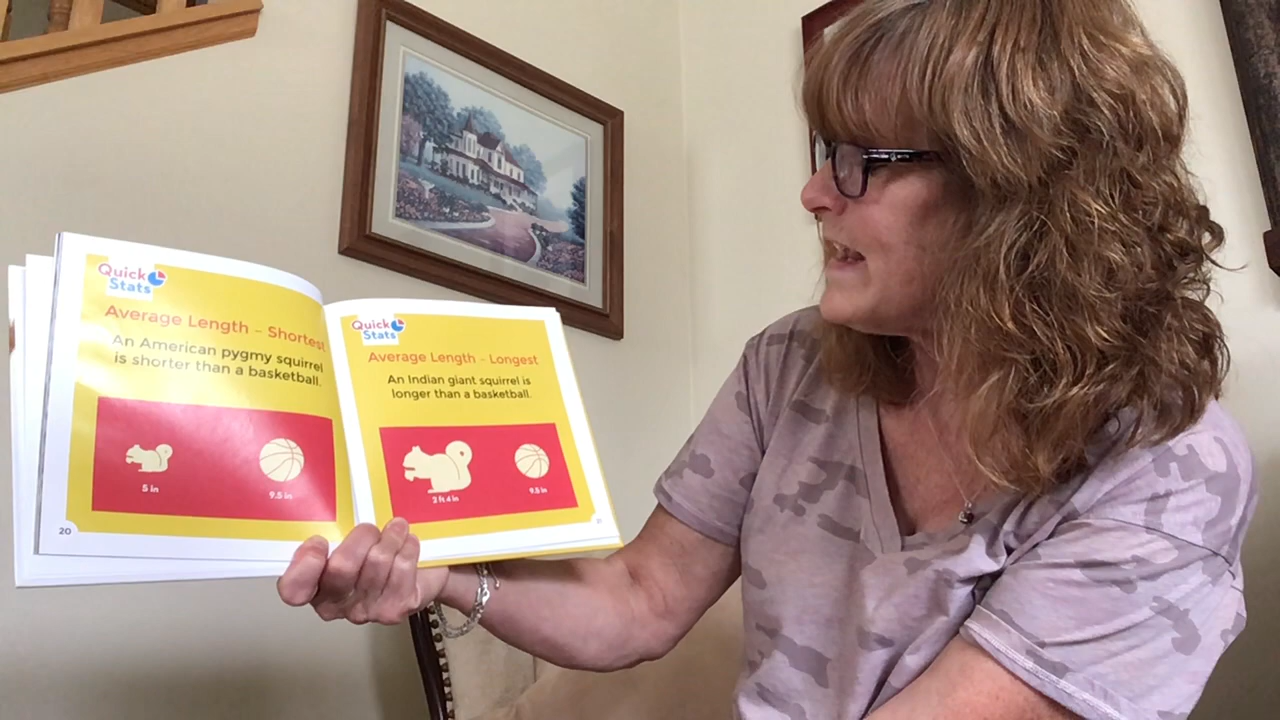 Quick
Stats
Average Length – Shortest
An American pygmy squirrel
is shorter than a basketball.
5 in
9.5 in
20
Quick
Stats
Average Length – Longest
An Indian giant squirrel is
longer than a basketball.
3 ft 4 in
9.5 in